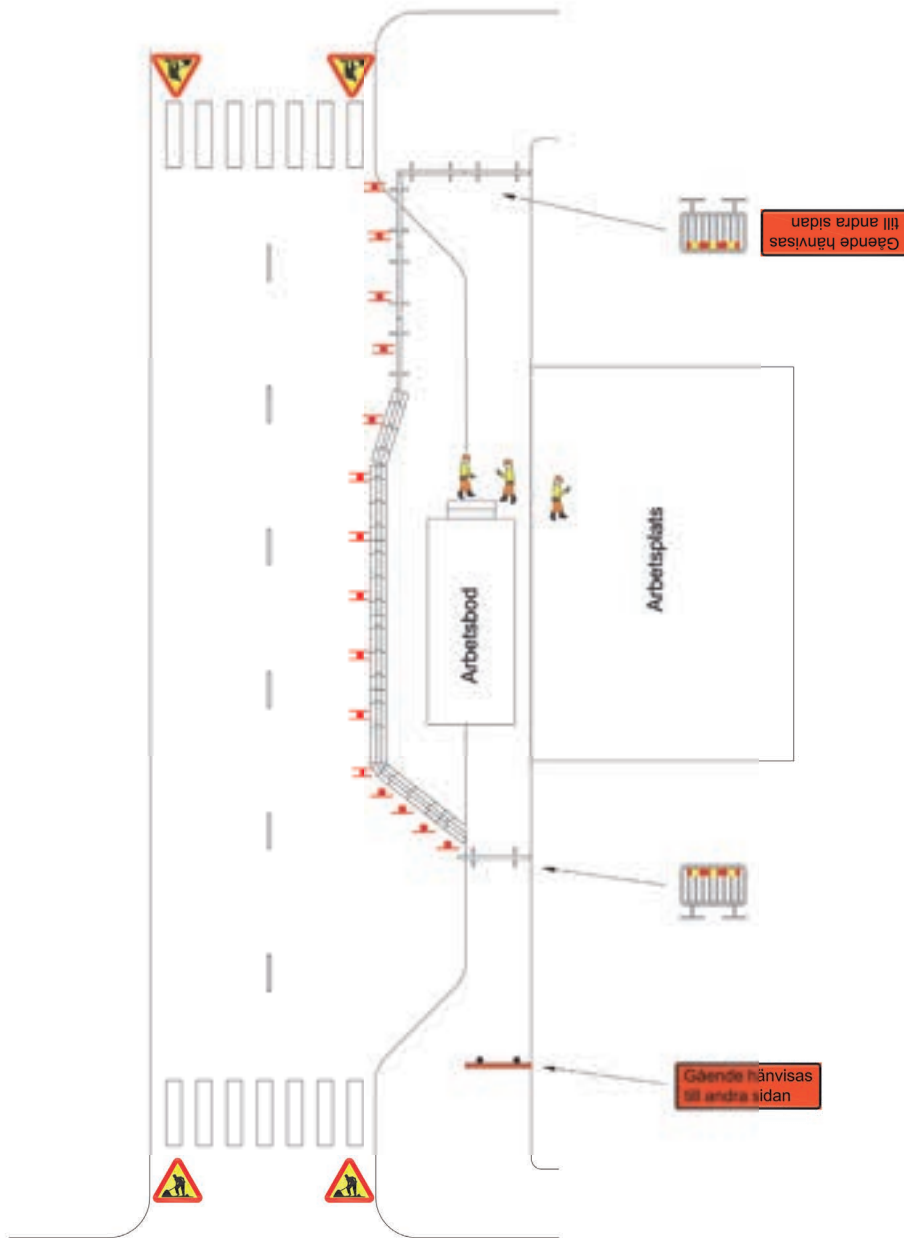 Gående hänvisas
till andra sidan
Arbetsbod
Arbetsplats
Gående hänvisas
till andra sidan